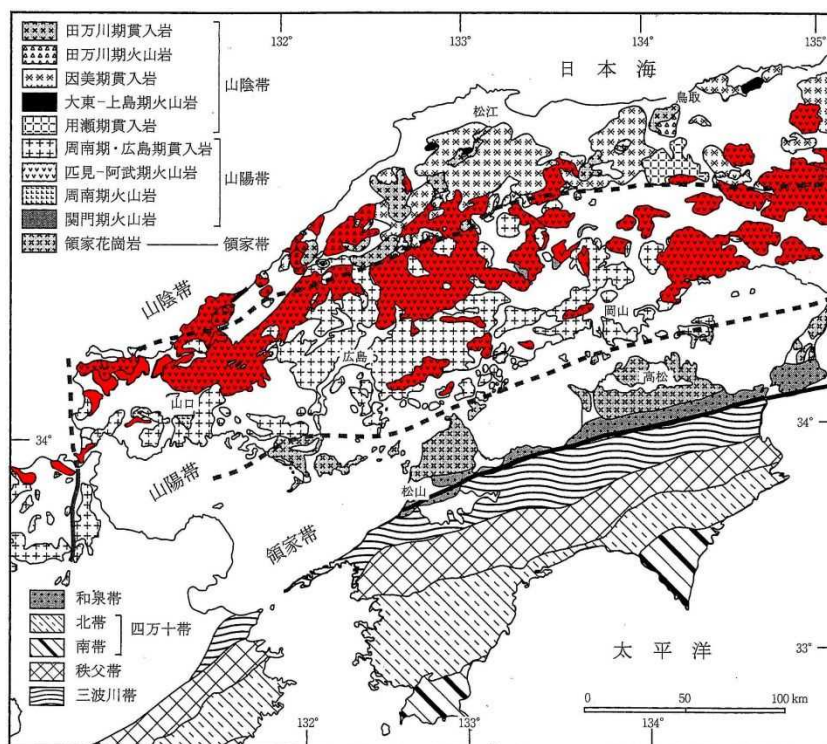 132°
133°
134°
135°
田万川期貫入岩
田万川期火山岩
因美期貫入岩
大東-上島期火山岩
用瀬期貫入岩
山陰帯
周南期・広島期貫入岩
匹見-阿武期火山岩
周南期火山岩
関門期火山岩
山陽帯
領家花崗岩
領家帯
日本海
松江
鳥取
山陰帯
岡山
広島
高松
山口
34°
34°
山陽帯
松山
領家帯
和泉帯
北帯
南帯
四万十帯
秩父帯
三波川帯
太平洋
33°
0 50 100 km
132°
133°
134°